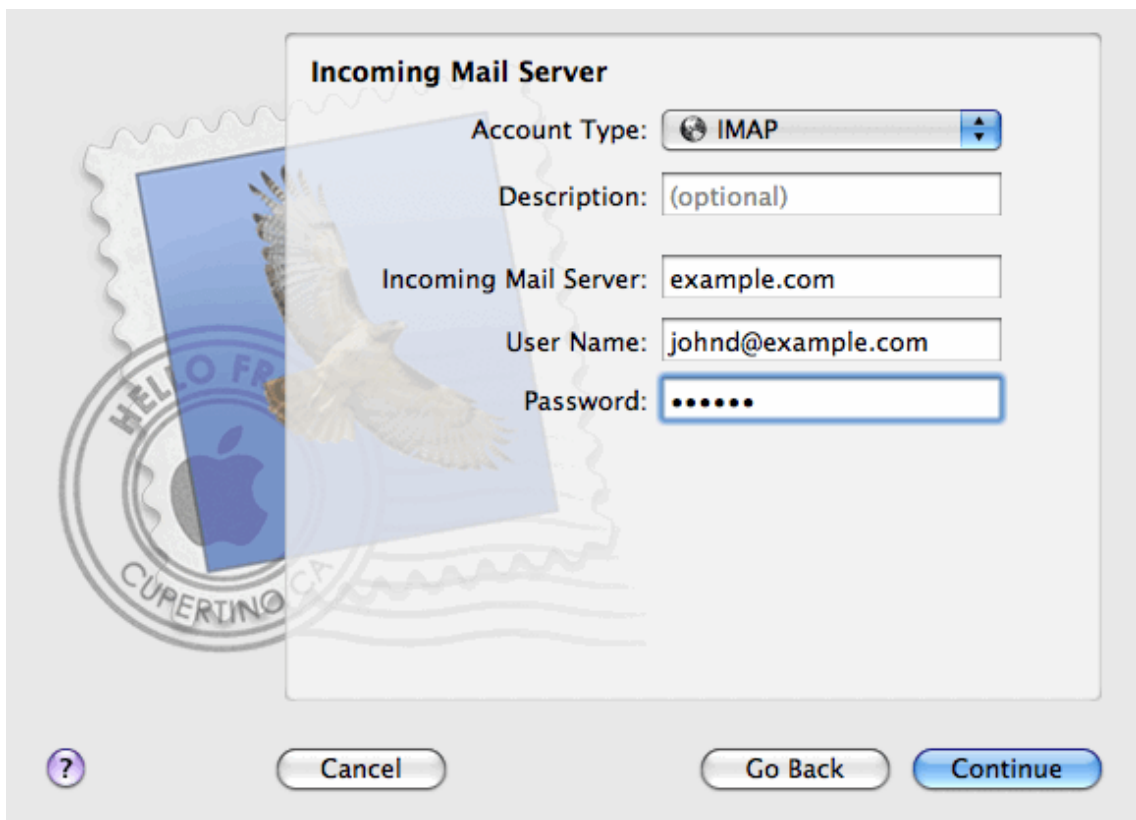 Incoming Mail Server
Account Type: IMAP
Description: (optional)
Incoming Mail Server: example.com
User Name: johnd@example.com
Password: ••••••
HELLO FR
CUPERTINO CA
? Cancel Go Back Continue